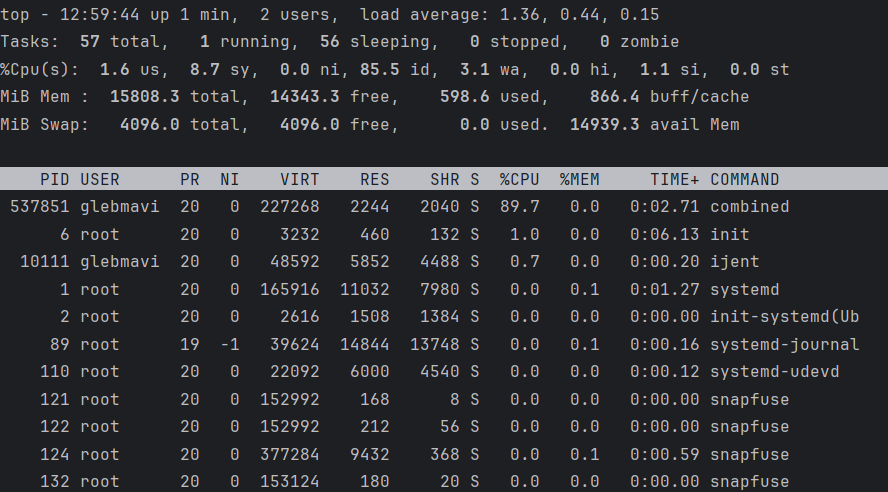 top - 12:59:44 up 1 min,  2 users,  load average: 1.36, 0.44, 0.15
Tasks:  57 total,   1 running,  56 sleeping,   0 stopped,   0 zombie
%Cpu(s):  1.6 us,  8.7 sy,  0.0 ni, 85.5 id,  3.1 wa,  0.0 hi,  1.1 si,  0.0 st
MiB Mem :  15808.3 total,  14343.3 free,    598.6 used,    866.4 buff/cache
MiB Swap:   4096.0 total,   4096.0 free,      0.0 used.  14939.3 avail Mem
    PID USER      PR  NI    VIRT    RES    SHR S  %CPU  %MEM     TIME+ COMMAND
 537851 glebmavi  20   0  227268   2244   2040 S  89.7   0.0   0:02.71 combined
      6 root      20   0    3232    460    132 S   1.0   0.0   0:06.13 init
  10111 glebmavi  20   0   48592   5852   4488 S   0.7   0.0   0:00.20 ijent
      1 root      20   0  165916  11032   7980 S   0.0   0.1   0:01.27 systemd
      2 root      20   0    2616   1508   1384 S   0.0   0.0   0:00.00 init-systemd(Ub
     89 root      19  -1   39624  14844  13748 S   0.0   0.1   0:00.16 systemd-journal
    110 root      20   0   22092   6000   4540 S   0.0   0.0   0:00.12 systemd-udevd
    121 root      20   0  152992    168      8 S   0.0   0.0   0:00.00 snapfuse
    122 root      20   0  152992    212     56 S   0.0   0.0   0:00.00 snapfuse
    124 root      20   0  377284   9432    368 S   0.0   0.1   0:00.59 snapfuse
    132 root      20   0  153124    180     20 S   0.0   0.0   0:00.00 snapfuse